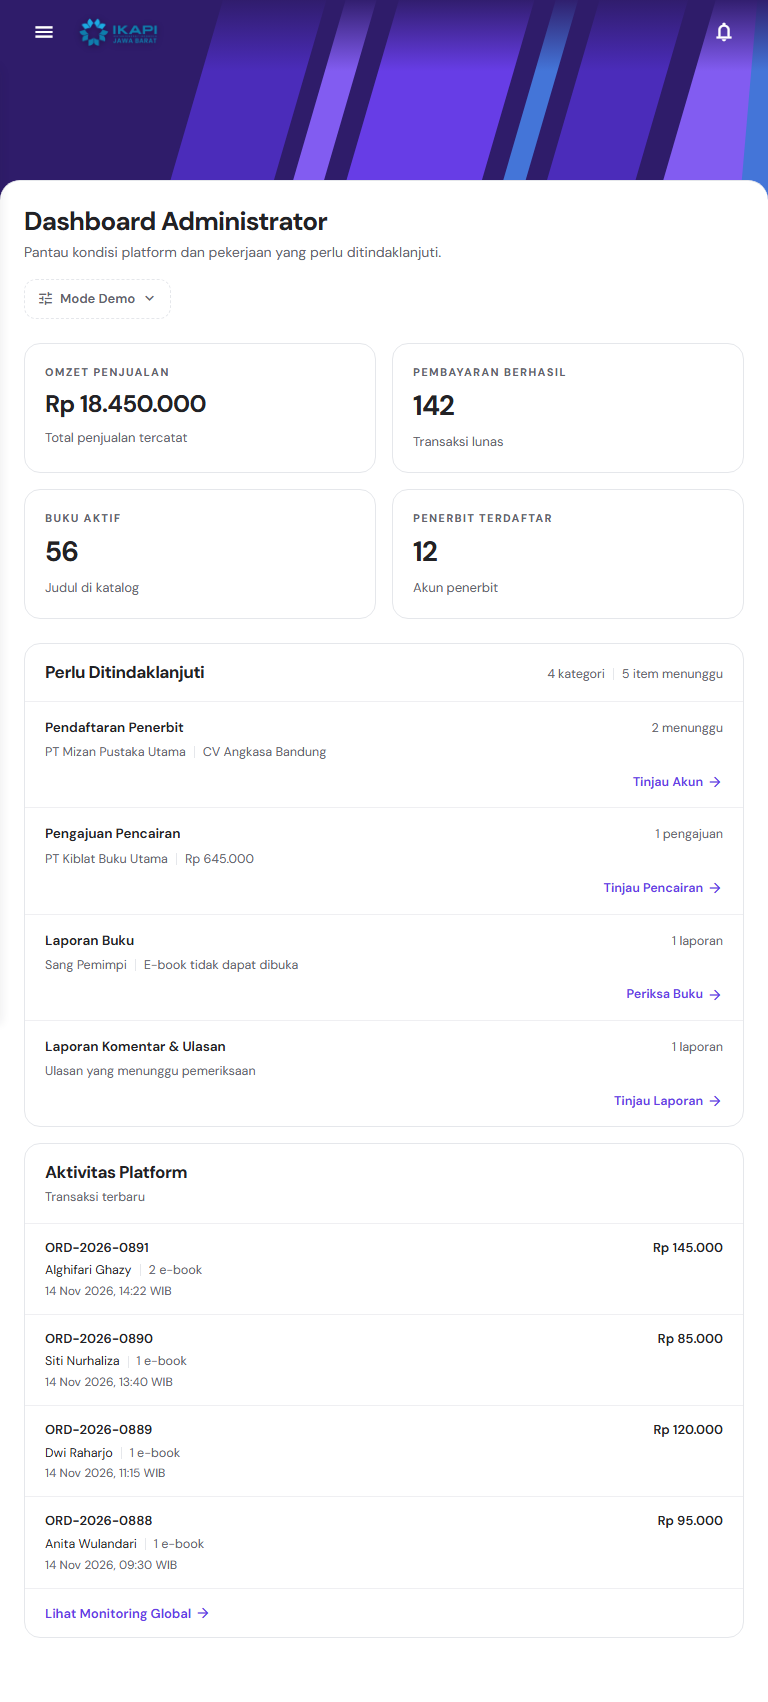 IKAPI
JAWA BARAT
Dashboard Administrator
Pantau kondisi platform dan pekerjaan yang perlu ditindaklanjuti.
Mode Demo
OMZET PENJUALAN
Rp 18.450.000
Total penjualan tercatat
PEMBAYARAN BERHASIL
142
Transaksi lunas
BUKU AKTIF
56
Judul di katalog
PENERBIT TERDAFTAR
12
Akun penerbit
Perlu Ditindaklanjuti
4 kategori | 5 item menunggu
Pendaftaran Penerbit
2 menunggu
PT Mizan Pustaka Utama | CV Angkasa Bandung
Tinjau Akun →
Pengajuan Pencairan
1 pengajuan
PT Kiblat Buku Utama | Rp 645.000
Tinjau Pencairan →
Laporan Buku
1 laporan
Sang Pemimpi | E-book tidak dapat dibuka
Periksa Buku →
Laporan Komentar & Ulasan
1 laporan
Ulasan yang menunggu pemeriksaan
Tinjau Laporan →
Aktivitas Platform
Transaksi terbaru
ORD-2026-0891
Rp 145.000
Alghifari Ghazy | 2 e-book
14 Nov 2026, 14:22 WIB
ORD-2026-0890
Rp 85.000
Siti Nurhaliza | 1 e-book
14 Nov 2026, 13:40 WIB
ORD-2026-0889
Rp 120.000
Dwi Raharjo | 1 e-book
14 Nov 2026, 11:15 WIB
ORD-2026-0888
Rp 95.000
Anita Wulandari | 1 e-book
14 Nov 2026, 09:30 WIB
Lihat Monitoring Global →